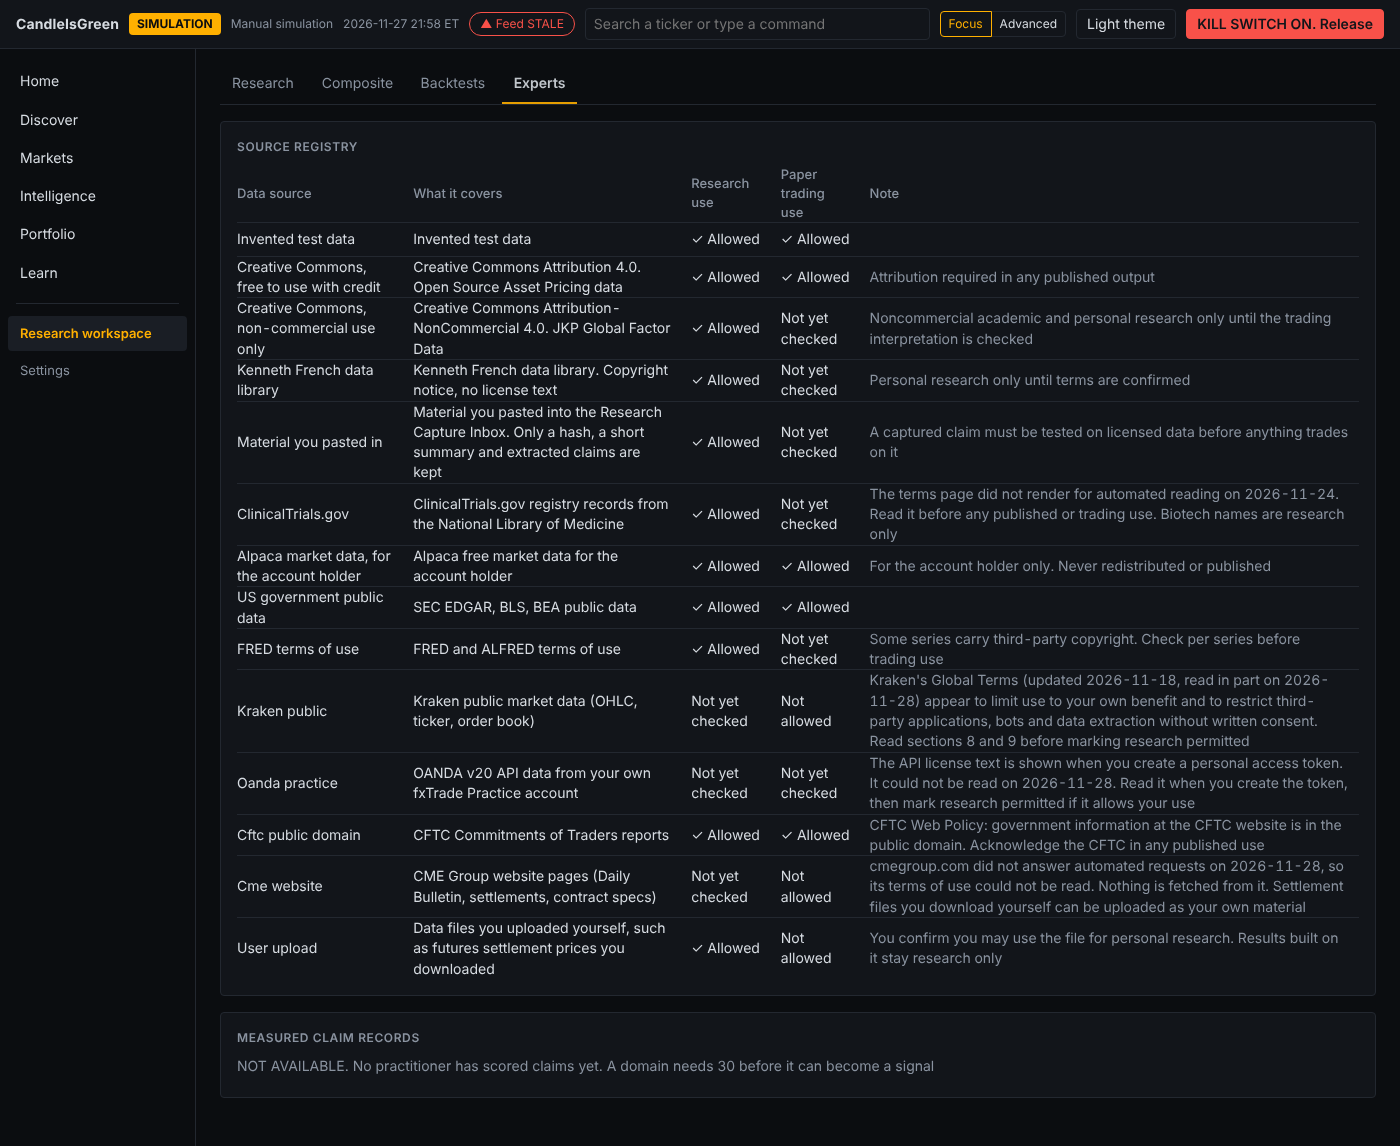 CandleIsGreen
SIMULATION
Manual simulation
2026-11-27 21:58 ET
▲ Feed STALE
Search a ticker or type a command
Focus
Advanced
Light theme
KILL SWITCH ON. Release
Home
Discover
Markets
Intelligence
Portfolio
Learn
Research workspace
Settings
Research
Composite
Backtests
Experts
SOURCE REGISTRY
Data source
What it covers
Research
use
Paper
trading
use
Note
Invented test data
Invented test data
✓ Allowed
✓ Allowed
Creative Commons,
free to use with credit
Creative Commons Attribution 4.0.
Open Source Asset Pricing data
✓ Allowed
✓ Allowed
Attribution required in any published output
Creative Commons,
non-commercial use
only
Creative Commons Attribution-
NonCommercial 4.0. JKP Global Factor
Data
✓ Allowed
Not yet
checked
Noncommercial academic and personal research only until the trading
interpretation is checked
Kenneth French data
library
Kenneth French data library. Copyright
notice, no license text
✓ Allowed
Not yet
checked
Personal research only until terms are confirmed
Material you pasted in
Material you pasted into the Research
Capture Inbox. Only a hash, a short
summary and extracted claims are
kept
✓ Allowed
Not yet
checked
A captured claim must be tested on licensed data before anything trades
on it
ClinicalTrials.gov
ClinicalTrials.gov registry records from
the National Library of Medicine
✓ Allowed
Not yet
checked
The terms page did not render for automated reading on 2026-11-24.
Read it before any published or trading use. Biotech names are research
only
Alpaca market data, for
the account holder
Alpaca free market data for the
account holder
✓ Allowed
✓ Allowed
For the account holder only. Never redistributed or published
US government public
data
SEC EDGAR, BLS, BEA public data
✓ Allowed
✓ Allowed
FRED terms of use
FRED and ALFRED terms of use
✓ Allowed
Not yet
checked
Some series carry third-party copyright. Check per series before
trading use
Kraken public
Kraken public market data (OHLC,
ticker, order book)
Not yet
checked
Not
allowed
Kraken's Global Terms (updated 2026-11-18, read in part on 2026-
11-28) appear to limit use to your own benefit and to restrict third-
party applications, bots and data extraction without written consent.
Read sections 8 and 9 before marking research permitted
Oanda practice
OANDA v20 API data from your own
fxTrade Practice account
Not yet
checked
Not yet
checked
The API license text is shown when you create a personal access token.
It could not be read on 2026-11-28. Read it when you create the token,
then mark research permitted if it allows your use
Cftc public domain
CFTC Commitments of Traders reports
✓ Allowed
✓ Allowed
CFTC Web Policy: government information at the CFTC website is in the
public domain. Acknowledge the CFTC in any published use
Cme website
CME Group website pages (Daily
Bulletin, settlements, contract specs)
Not yet
checked
Not
allowed
cmegroup.com did not answer automated requests on 2026-11-28, so
its terms of use could not be read. Nothing is fetched from it. Settlement
files you download yourself can be uploaded as your own material
User upload
Data files you uploaded yourself, such
as futures settlement prices you
downloaded
✓ Allowed
Not
allowed
You confirm you may use the file for personal research. Results built on
it stay research only
MEASURED CLAIM RECORDS
NOT AVAILABLE. No practitioner has scored claims yet. A domain needs 30 before it can become a signal